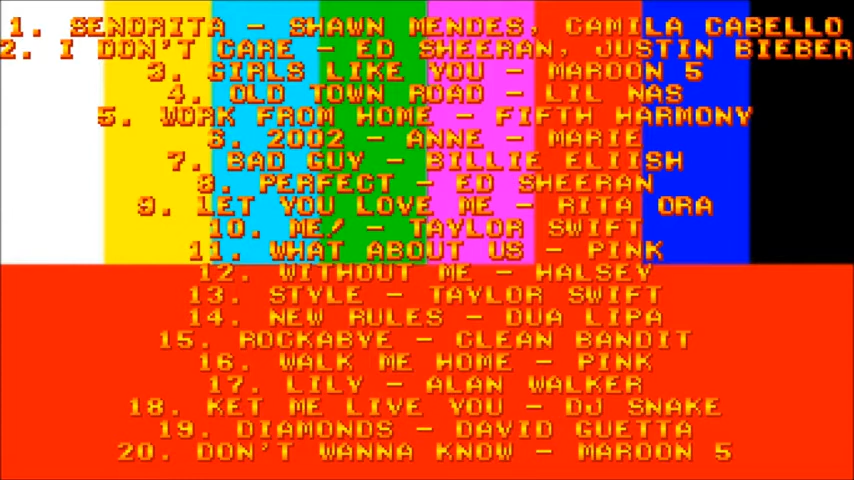 1. SENORITA - SHAWN MENDES, CAMILA CABELLO
2. I DON'T CARE - ED SHEERAN, JUSTIN BIEBER
3. GIRLS LIKE YOU - MAROON 5
4. OLD TOWN ROAD - LIL NAS
5. WORK FROM HOME - FIFTH HARMONY
6. 2002 - ANNE - MARIE
7. BAD GUY - BILLIE ELIISH
8. PERFECT - ED SHEERAN
9. LET YOU LOVE ME - RITA ORA
10. ME! - TAYLOR SWIFT
11. WHAT ABOUT US - PINK
12. WITHOUT ME - HALSEY
13. STYLE - TAYLOR SWIFT
14. NEW RULES - DUA LIPA
15. ROCKABYE - CLEAN BANDIT
16. WALK ME HOME - PINK
17. LILY - ALAN WALKER
18. KET ME LIVE YOU - DJ SNAKE
19. DIAMONDS - DAVID GUETTA
20. DON'T WANNA KNOW - MAROON 5